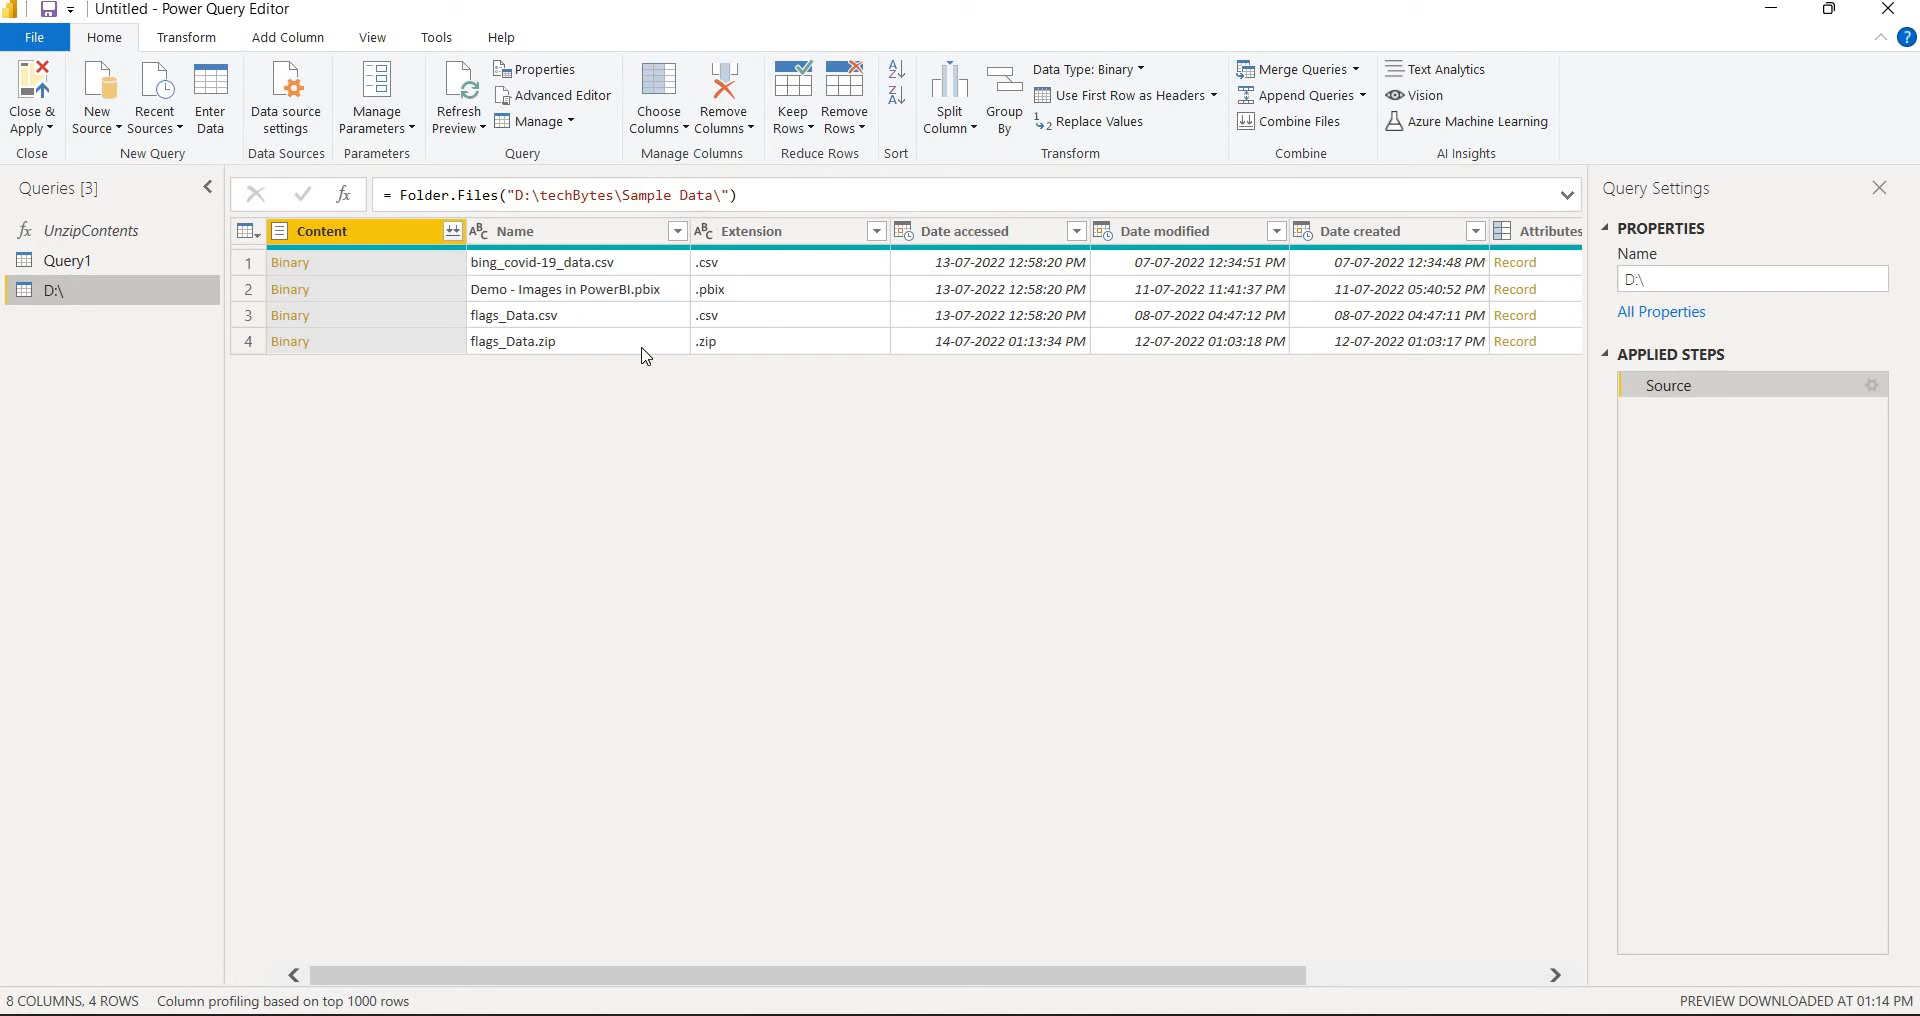 Untitled - Power Query Editor
File Home Transform Add Column View Tools Help
Close & Apply
New Source
Recent Sources
Enter Data
Data source settings
Manage Parameters
Refresh Preview
Properties
Advanced Editor
Manage
Choose Columns
Remove Columns
Keep Rows
Remove Rows
Split Column
Group By
Data Type: Binary
Use First Row as Headers
Replace Values
Merge Queries
Append Queries
Combine Files
Text Analytics
Vision
Azure Machine Learning
Close New Query Data Sources Parameters Query Manage Columns Reduce Rows Sort Transform Combine AI Insights
Queries [3]
fx UnzipContents
Query1
D:\
fx = Folder.Files("D:\techBytes\Sample Data\")
Content Name Extension Date accessed Date modified Date created Attributes
1 Binary bing_covid-19_data.csv .csv 13-07-2022 12:58:20 PM 07-07-2022 12:34:51 PM 07-07-2022 12:34:48 PM Record
2 Binary Demo - Images in PowerBI.pbix .pbix 13-07-2022 12:58:20 PM 11-07-2022 11:41:37 PM 11-07-2022 05:40:52 PM Record
3 Binary flags_Data.csv .csv 13-07-2022 12:58:20 PM 08-07-2022 04:47:12 PM 08-07-2022 04:47:11 PM Record
4 Binary flags_Data.zip .zip 14-07-2022 01:13:34 PM 12-07-2022 01:03:18 PM 12-07-2022 01:03:17 PM Record
Query Settings
PROPERTIES
Name
D:\
All Properties
APPLIED STEPS
Source
8 COLUMNS, 4 ROWS Column profiling based on top 1000 rows
PREVIEW DOWNLOADED AT 01:14 PM